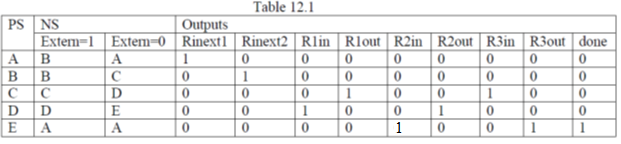 Table 12.1
PS NS Outputs
Extern=1 Extern=0 Rinext1 Rinext2 R1in R1out R2in R2out R3in R3out done
A B A 1 0 0 0 0 0 0 0 0
B B C 0 1 0 0 0 0 0 0 0
C C D 0 0 0 1 0 0 1 0 0
D D E 0 0 1 0 0 1 0 0 0
E A A 0 0 0 0 1 0 0 1 1